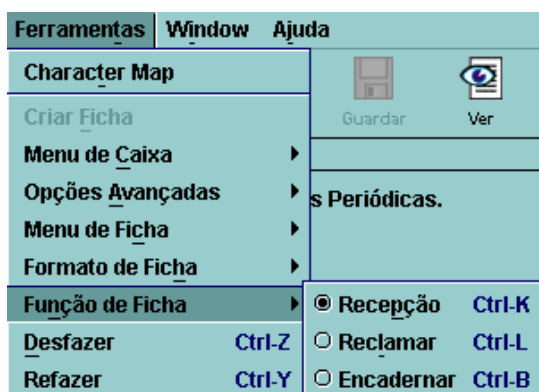 Ferramentas Window Ajuda
Character Map
Criar Ficha
Guardar Ver
Menu de Caixa
Opções Avançadas
s Periódicas.
Menu de Ficha
Formato de Ficha
Função de Ficha
Recepção Ctrl-K
Desfazer Ctrl-Z
Reclamar Ctrl-L
Refazer Ctrl-Y
Encadernar Ctrl-B